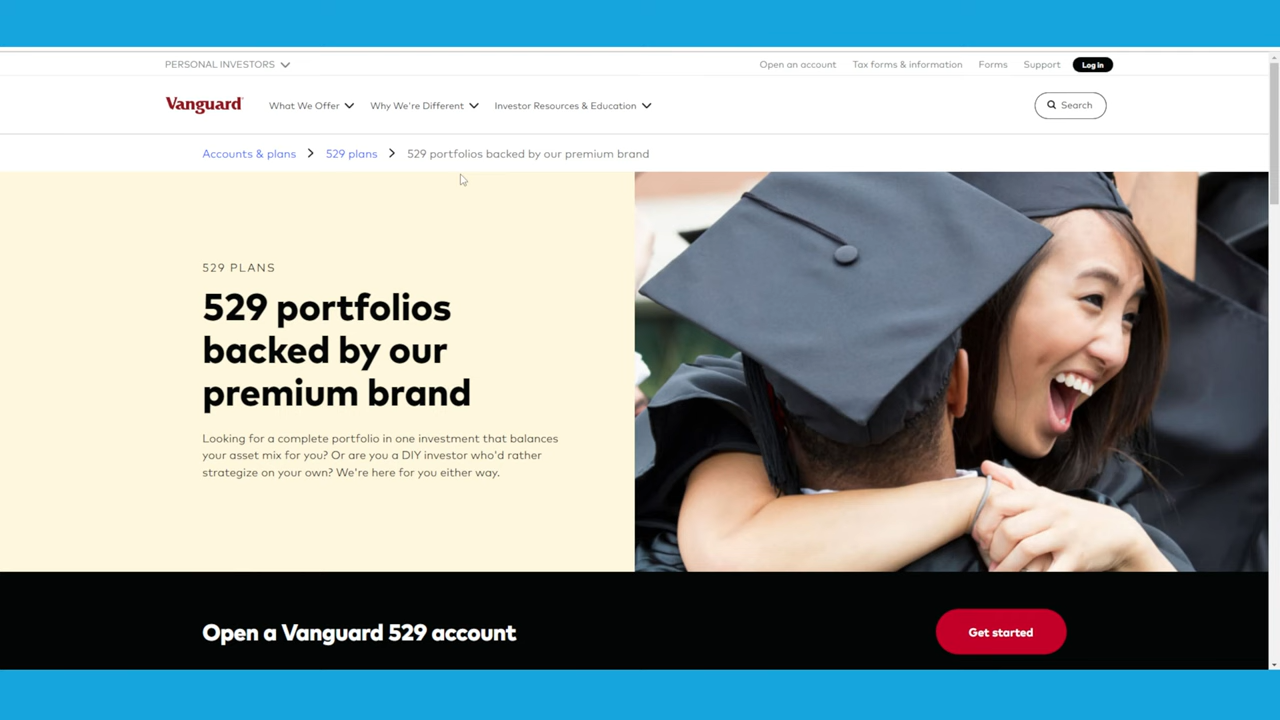 PERSONAL INVESTORS
Open an account
Tax forms & information
Forms
Support
Log in
Vanguard
What We Offer
Why We're Different
Investor Resources & Education
Search
Accounts & plans
529 plans
529 portfolios backed by our premium brand
529 PLANS
529 portfolios
backed by our
premium brand
Looking for a complete portfolio in one investment that balances
your asset mix for you? Or are you a DIY investor who'd rather
strategize on your own? We're here for you either way.
Open a Vanguard 529 account
Get started